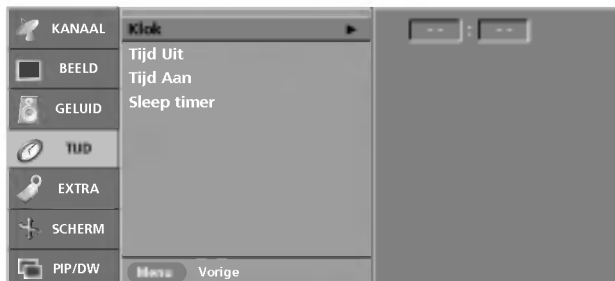 KANAAL
BEELD
GELUID
TIJD
EXTRA
SCHERM
PIP/DW
Klok
Tijd Uit
Tijd Aan
Sleep timer
Menu Vorige
-- : --